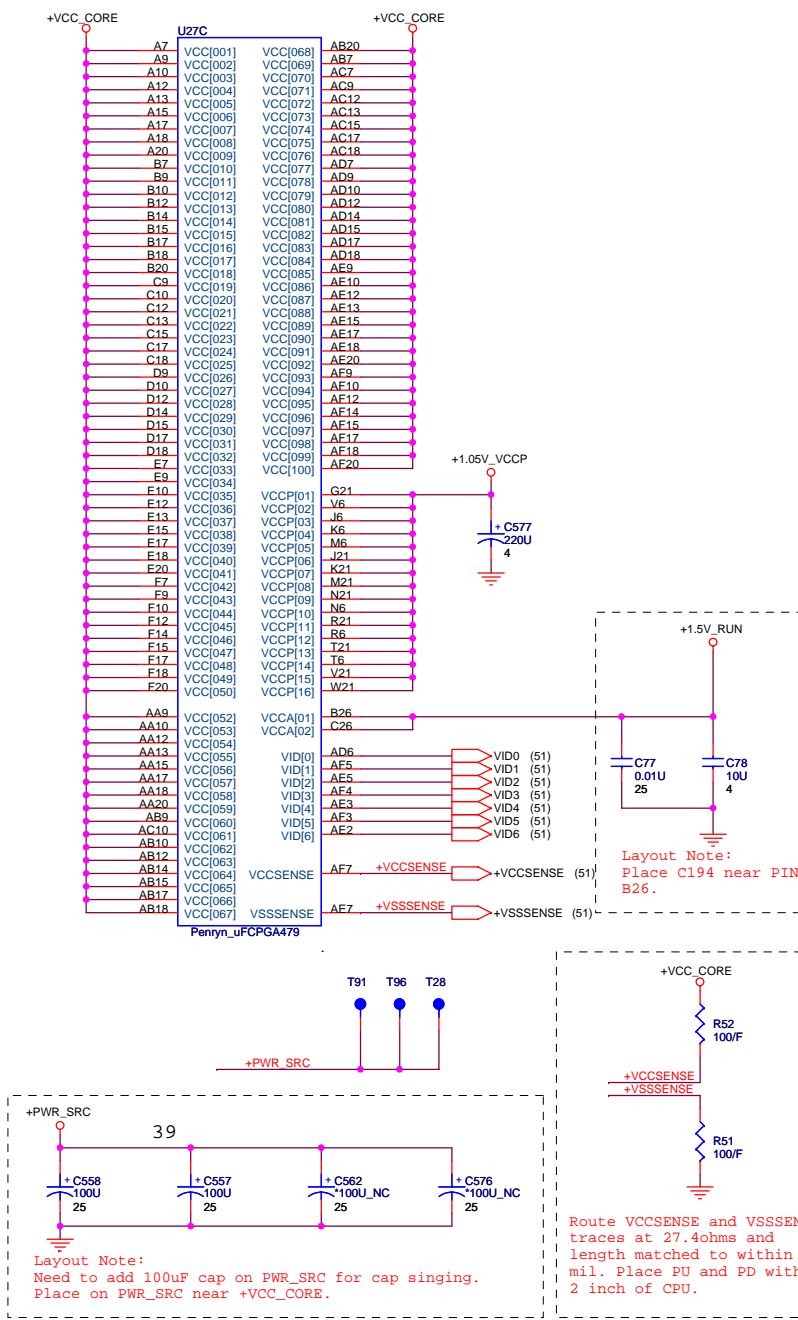 +VCC_CORE +VCC_CORE
U27C
A7 VCC[001] VCC[068] AB20
A9 VCC[002] VCC[069] AB7
A10 VCC[003] VCC[070] AC7
A12 VCC[004] VCC[071] AC9
A13 VCC[005] VCC[072] AC12
A15 VCC[006] VCC[073] AC13
A17 VCC[007] VCC[074] AC15
A18 VCC[008] VCC[075] AC17
A20 VCC[009] VCC[076] AC18
B7 VCC[010] VCC[077] AD7
B9 VCC[011] VCC[078] AD9
B10 VCC[012] VCC[079] AD10
B12 VCC[013] VCC[080] AD12
B14 VCC[014] VCC[081] AD14
B15 VCC[015] VCC[082] AD15
B17 VCC[016] VCC[083] AD17
B18 VCC[017] VCC[084] AD18
B20 VCC[018] VCC[085] AE9
C9 VCC[019] VCC[086] AE10
C10 VCC[020] VCC[087] AE12
C12 VCC[021] VCC[088] AE13
C13 VCC[022] VCC[089] AE15
C15 VCC[023] VCC[090] AE17
C17 VCC[024] VCC[091] AE18
C18 VCC[025] VCC[092] AE20
D9 VCC[026] VCC[093] AF9
D10 VCC[027] VCC[094] AF10
D12 VCC[028] VCC[095] AF12
D14 VCC[029] VCC[096] AF14
D15 VCC[030] VCC[097] AF15
D17 VCC[031] VCC[098] AF17
D18 VCC[032] VCC[099] AF18
E7 VCC[033] VCC[100] AF20
E9 VCC[034]
E10 VCC[035] VCCP[01] G21
E12 VCC[036] VCCP[02] V6
E13 VCC[037] VCCP[03] J6
E15 VCC[038] VCCP[04] K6
E17 VCC[039] VCCP[05] M6
E18 VCC[040] VCCP[06] J21
E20 VCC[041] VCCP[07] K21
F7 VCC[042] VCCP[08] M21
F9 VCC[043] VCCP[09] N21
F10 VCC[044] VCCP[10] N6
F12 VCC[045] VCCP[11] R21
F14 VCC[046] VCCP[12] R6
F15 VCC[047] VCCP[13] T21
F17 VCC[048] VCCP[14] T6
F18 VCC[049] VCCP[15] V21
F20 VCC[050] VCCP[16] W21
AA9 VCC[052] VCCA[01] B26
AA10 VCC[053] VCCA[02] C26
AA12 VCC[054]
AA13 VCC[055] VID[0] AD6 VID0 (51)
AA15 VCC[056] VID[1] AF5 VID1 (51)
AA17 VCC[057] VID[2] AE5 VID2 (51)
AA18 VCC[058] VID[3] AF4 VID3 (51)
AA20 VCC[059] VID[4] AE3 VID4 (51)
AB9 VCC[060] VID[5] AF3 VID5 (51)
AC10 VCC[061] VID[6] AE2 VID6 (51)
AB10 VCC[062]
AB12 VCC[063]
AB14 VCC[064] VCCSENSE AF7 +VCCSENSE +VCCSENSE (51)
AB15 VCC[065]
AB17 VCC[066]
AB18 VCC[067] VSSSENSE AE7 +VSSSENSE +VSSSENSE (51)
Penryn_uFCPGA479
+1.05V_VCCP
+ C577
220U
4
+1.5V_RUN
C77
0.01U
25
C78
10U
4
Layout Note:
Place C194 near PIN
B26.
T91 T96 T28
+PWR_SRC
+PWR_SRC
39
+ C558
100U
25
+ C557
100U
25
+ C562
*100U_NC
25
+ C576
*100U_NC
25
Layout Note:
Need to add 100uF cap on PWR_SRC for cap singing.
Place on PWR_SRC near +VCC_CORE.
+VCC_CORE
R52
100/F
+VCCSENSE
+VSSSENSE
R51
100/F
Route VCCSENSE and VSSSEN
traces at 27.4ohms and
length matched to within
mil. Place PU and PD with
2 inch of CPU.